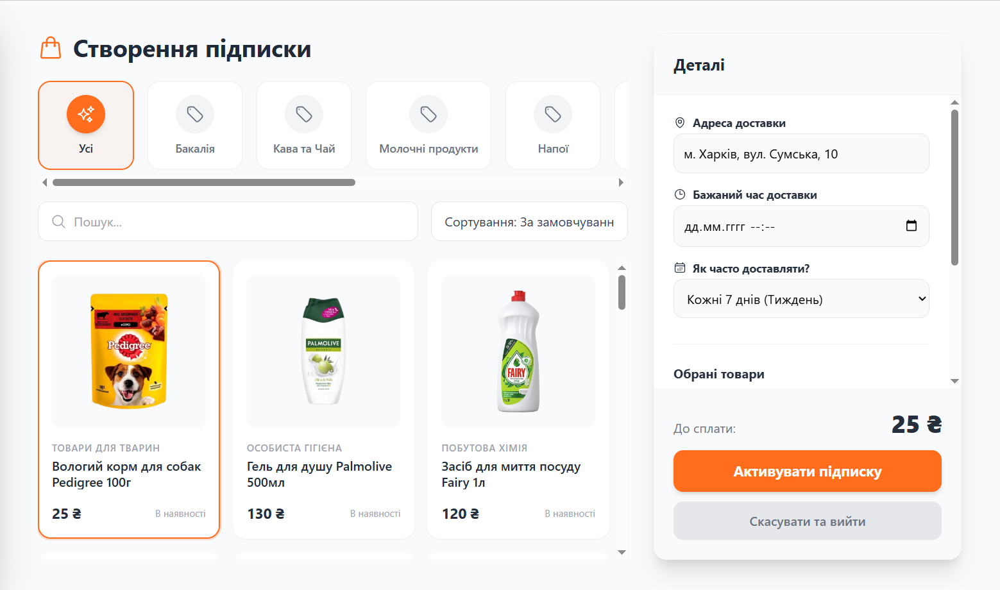 Створення підписки
Усі
Бакалія
Кава та Чай
Молочні продукти
Напої
Пошук...
Сортування: За замовчуванн
Pedigree
ТОВАРИ ДЛЯ ТВАРИН
Вологий корм для собак
Pedigree 100г
25 ₴
В наявності
PALMOLIVE
NATURALS
ОСОБИСТА ГІГІЄНА
Гель для душу Palmolive
500мл
130 ₴
В наявності
FAIRY
ПОБУТОВА ХІМІЯ
Засіб для миття посуду
Fairy 1л
120 ₴
В наявності
Деталі
Адреса доставки
м. Харків, вул. Сумська, 10
Бажаний час доставки
дд.мм.гггг --:--
Як часто доставляти?
Кожні 7 днів (Тиждень)
Обрані товари
До сплати:
25 ₴
Активувати підписку
Скасувати та вийти